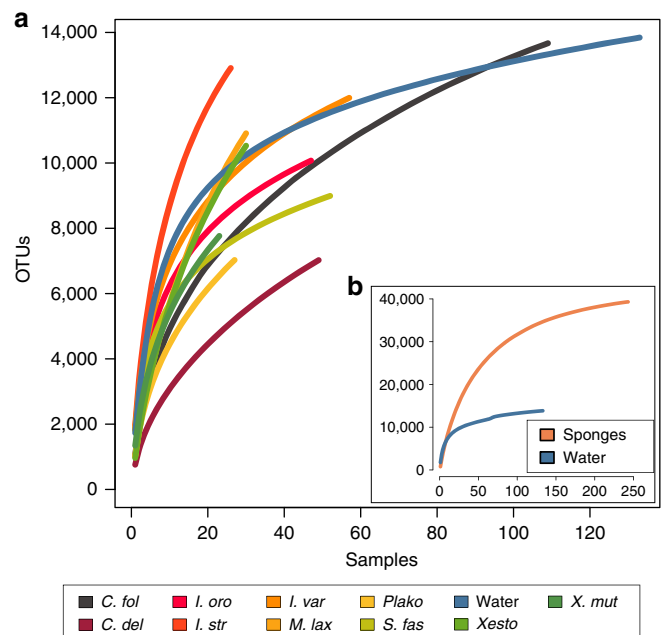 a
14,000
12,000
10,000
8,000
6,000
4,000
2,000
0
OTUs
0 20 40 60 80 100 120
Samples
b
40,000
30,000
20,000
10,000
0
0 50 100 150 200 250
Sponges
Water
C. fol I. oro I. var Plako Water X. mut
C. del I. str M. lax S. fas Xesto